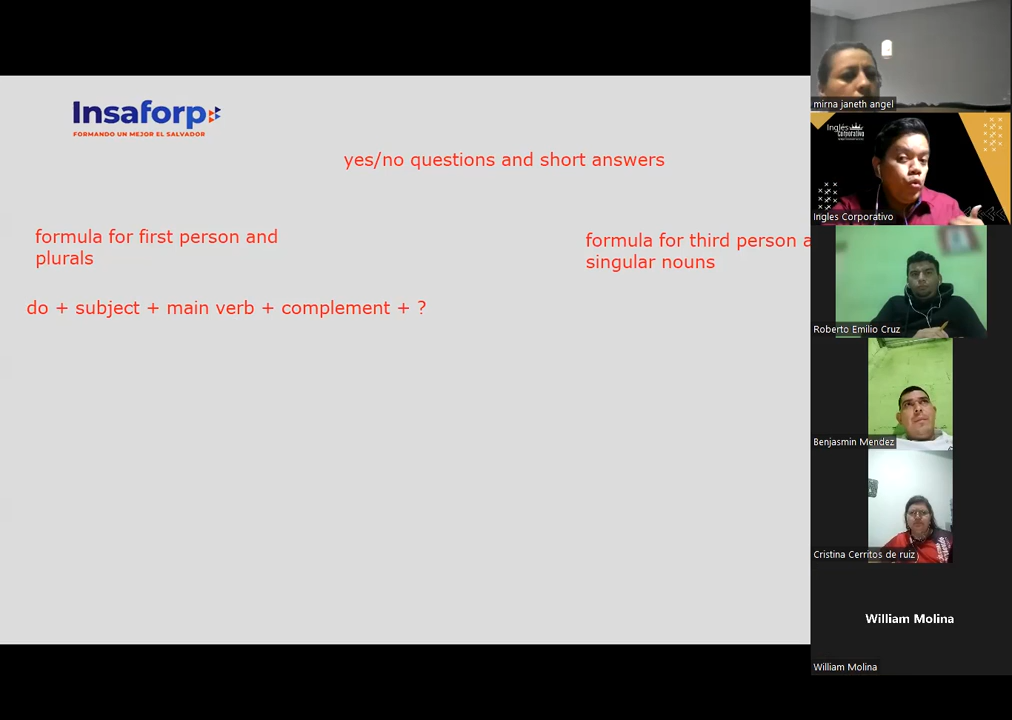 Insaforp
FORMANDO UN MEJOR EL SALVADOR
yes/no questions and short answers
formula for first person and
plurals
do + subject + main verb + complement + ?
formula for third person a
singular nouns
mirna janeth angel
Inglés
Corporativo
Ingles Corporativo
Roberto Emilio Cruz
Benjasmin Mendez
Cristina Cerritos de ruiz
William Molina
William Molina